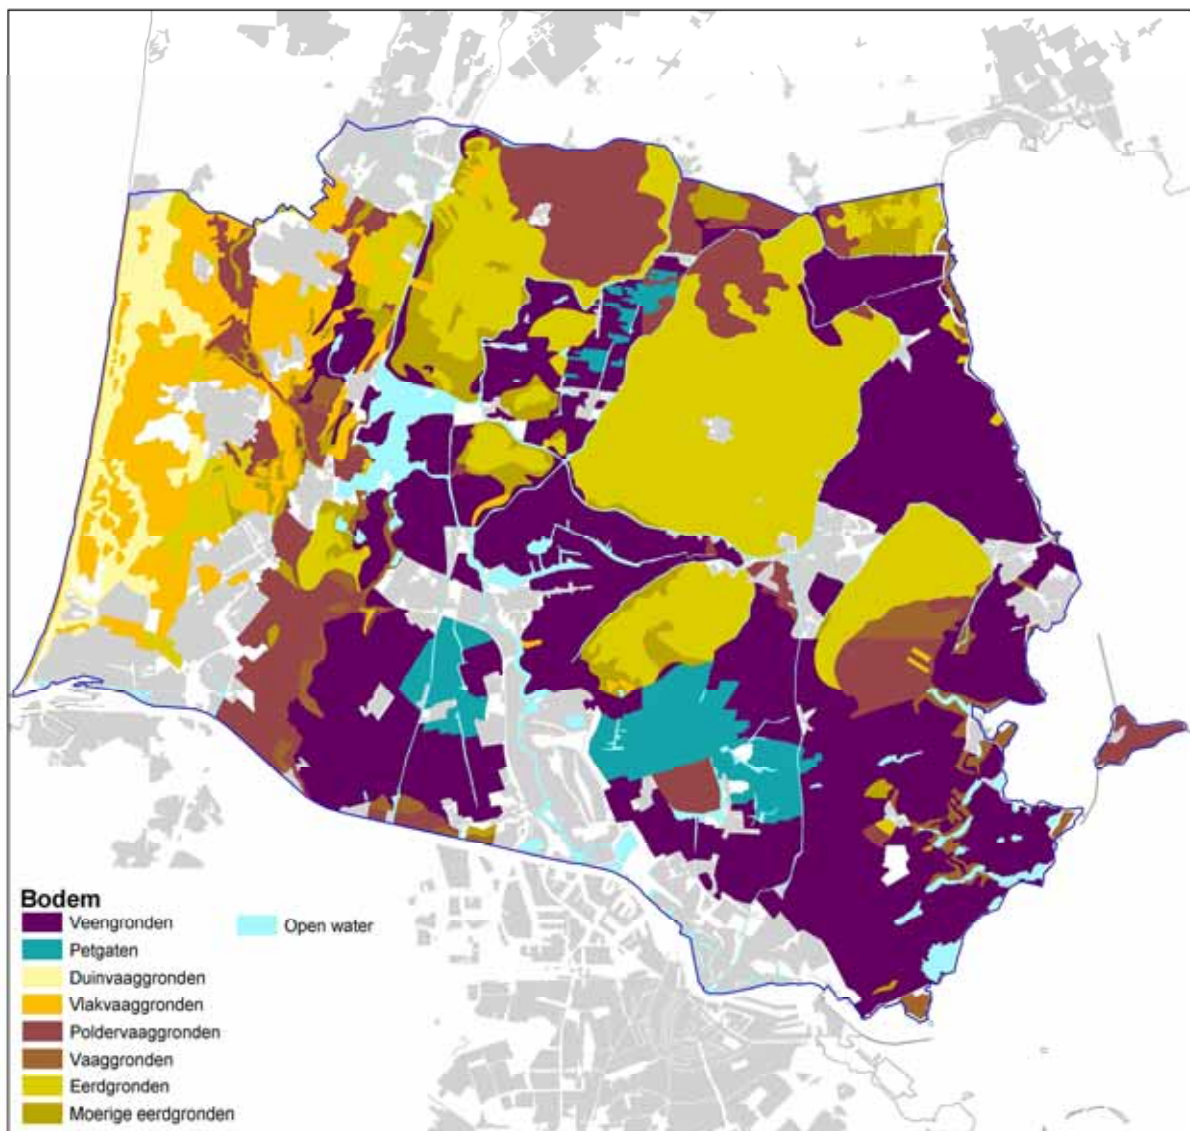 Bodem
Veengronden
Petgaten
Duinvaaggronden
Vlakvaaggronden
Poldervaaggronden
Vaaggronden
Eerdgronden
Moerige eerdgronden
Open water